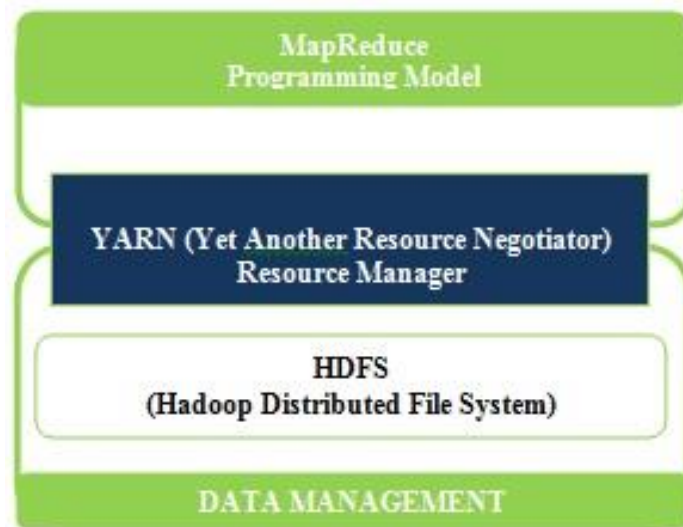 MapReduce
Programming Model
YARN (Yet Another Resource Negotiator)
Resource Manager
HDFS
(Hadoop Distributed File System)
DATA MANAGEMENT